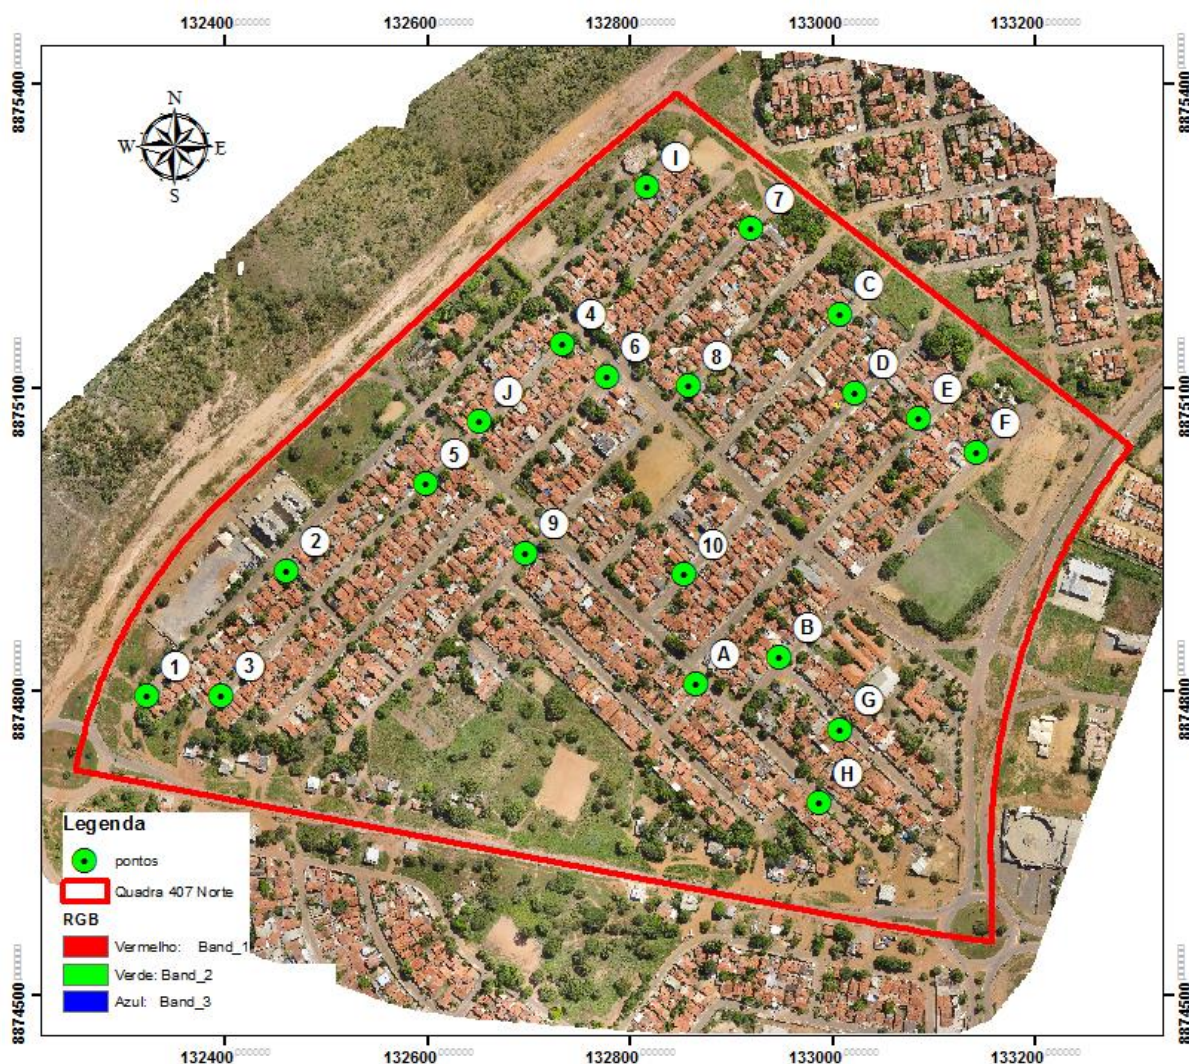 132400 132600 132800 133000 133200
8875400 8875400
N
W E
S
I
7
C
4
6
8
D
J
E
F
5
9
2
10
B
A
1
3
G
H
8875100 8875100
8874800 8874800
Legenda
pontos
Quadra 407 Norte
RGB
Vermelho: Band_1
Verde: Band_2
Azul: Band_3
8874500 8874500
132400 132600 132800 133000 133200